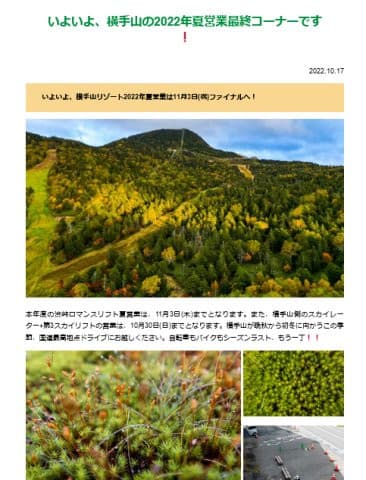 いよいよ、横手山の2022年夏営業最終コーナーです
！
2022.10.17
いよいよ、横手山リゾート2022年夏営業は11月3日(祝)ファイナルへ！
本年度の渋峠ロマンスリフト夏営業は、11月3日(木)までとなります。また、横手山側のスカイレー
ター+第3スカイリフトの営業は、10月30日(日)までとなります。横手山が晩秋から初冬に向かうこの季
節、国道最高地点ドライブにお越しください。自転車もバイクもシーズンラスト、もう一丁！！